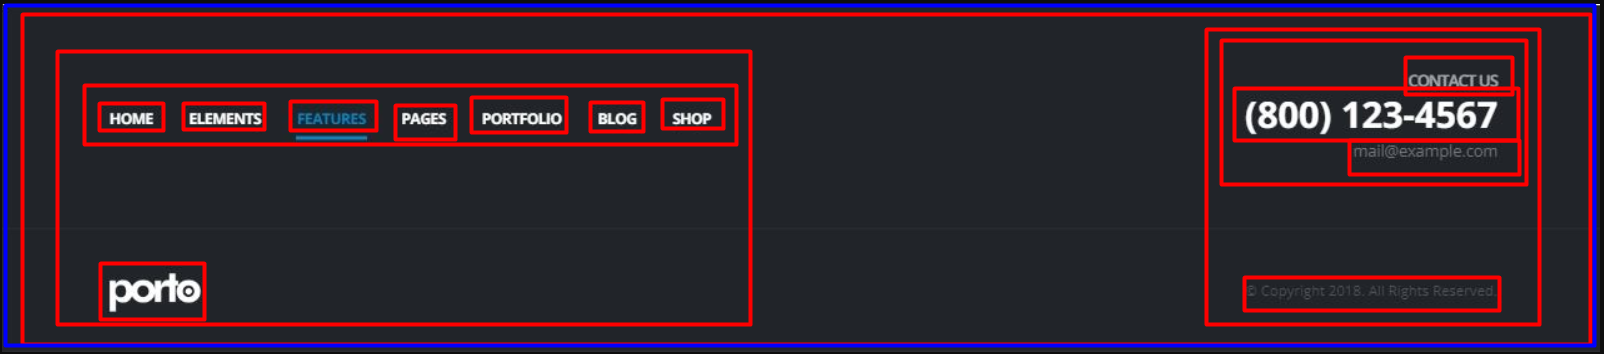 HOME ELEMENTS FEATURES PAGES PORTFOLIO BLOG SHOP
CONTACT US
(800) 123-4567
mail@example.com
porto
© Copyright 2018. All Rights Reserved.